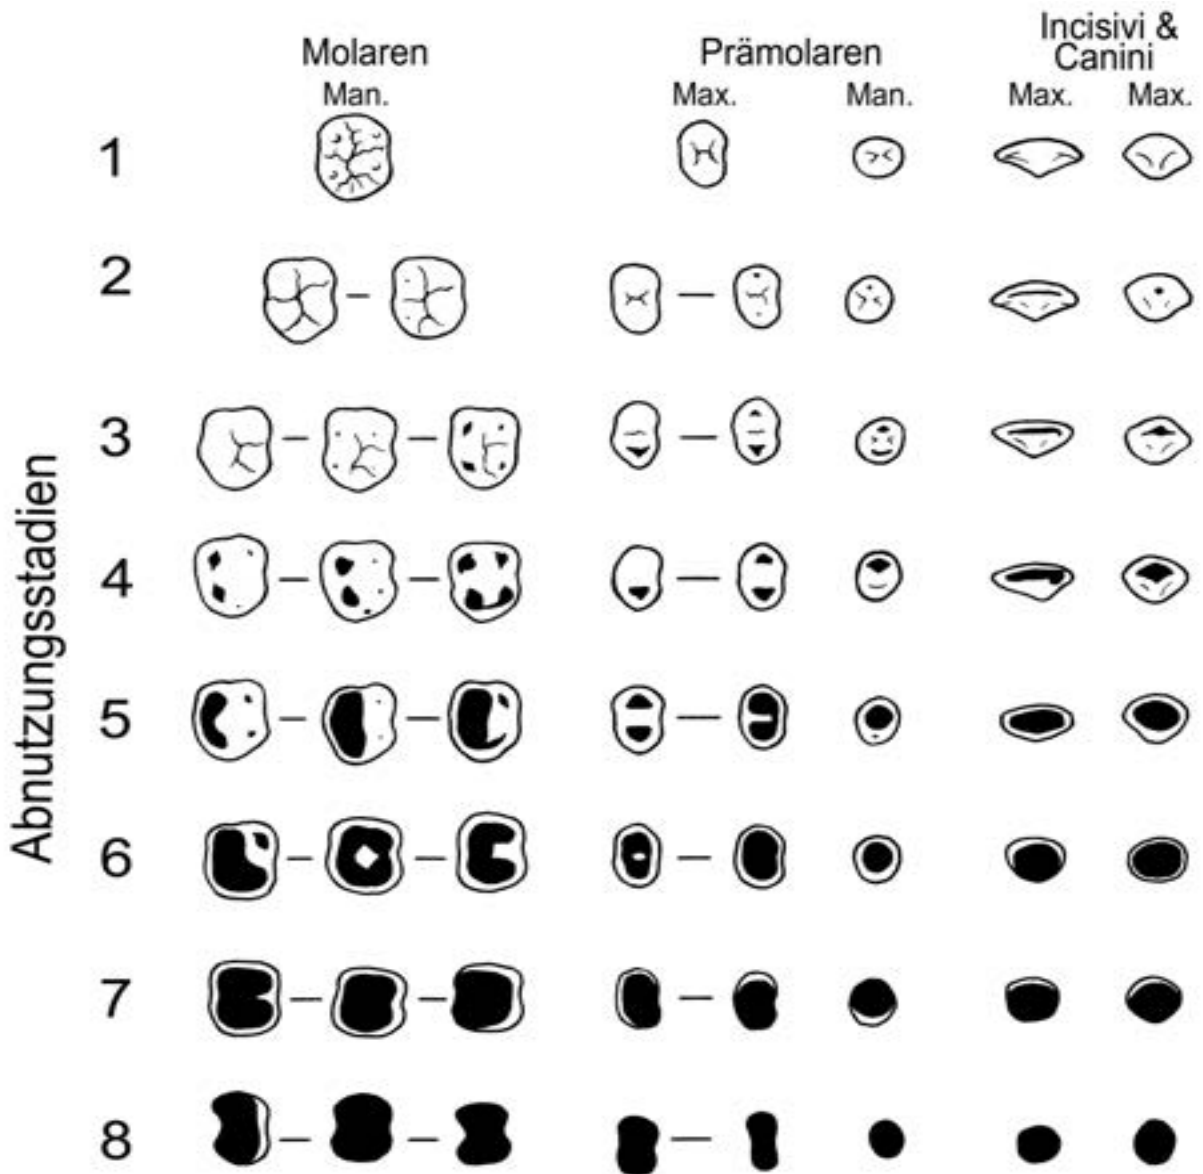 Incisivi &
Canini
Molaren
Prämolaren
Man.
Max.
Man.
Max.
Max.
Abnutzungsstadien
1
2
3
4
5
6
7
8